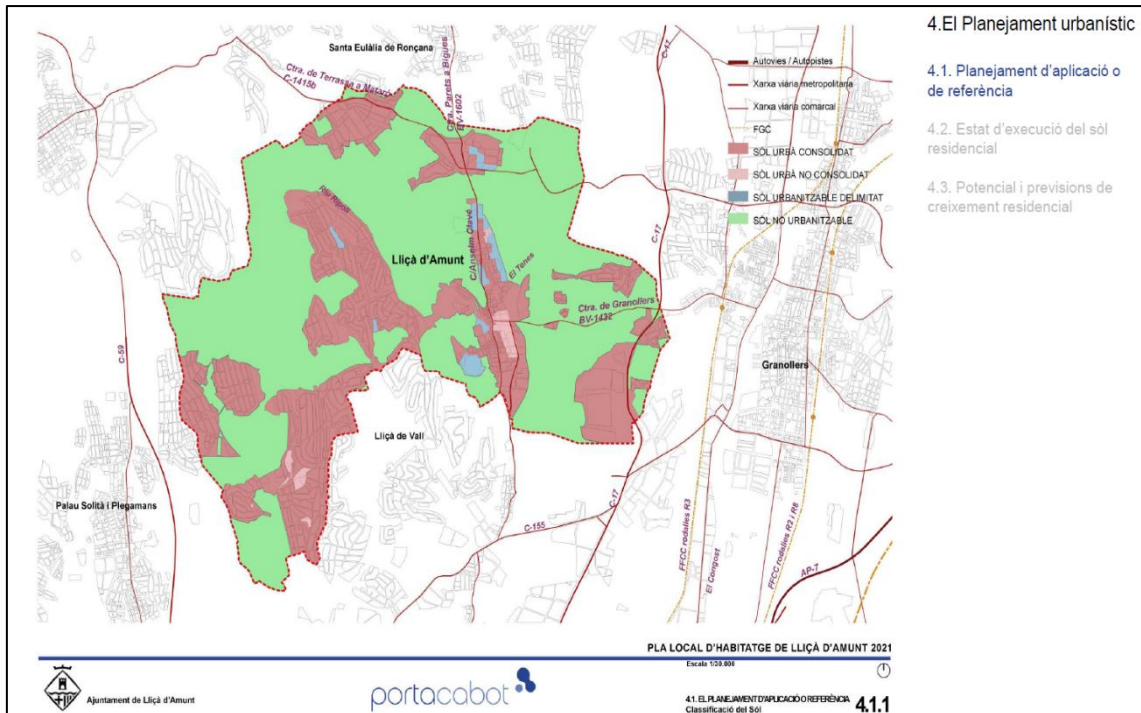 4.El Planejament urbanístic
4.1. Planejament d'aplicació o
de referència
4.2. Estat d'execució del sòl
residencial
4.3. Potencial i previsions de
creixement residencial
Santa Eulàlia de Ronçana
Ctra. de Terrassa a Mataró
C-1415b
Ctra. Parets a Bigues
BV-1602
C-17
Autovies / Autopistes
Xarxa viària metropolitana
Xarxa viària comarcal
FGC
SÒL URBÀ CONSOLIDAT
SÒL URBÀ NO CONSOLIDAT
SÒL URBANITZABLE DELIMITAT
SÒL NO URBANITZABLE
Riu Ripoll
Lliçà d'Amunt
C/Anselm Clavé
El Tenes
C-17
Ctra. de Granollers
BV-1432
C-59
Granollers
Lliçà de Vall
Palau Solità i Plegamans
C-155
C-17
FFCC rodalies R3
El Congost
FFCC rodalies R2 i R8
AP-7
PLA LOCAL D'HABITATGE DE LLIÇÀ D'AMUNT 2021
Escala 1/30.000
Ajuntament de Lliçà d'Amunt
portacabot
4.1. EL PLANEJAMENT D'APLICACIÓ O REFERÈNCIA
Classificació del Sòl
4.1.1